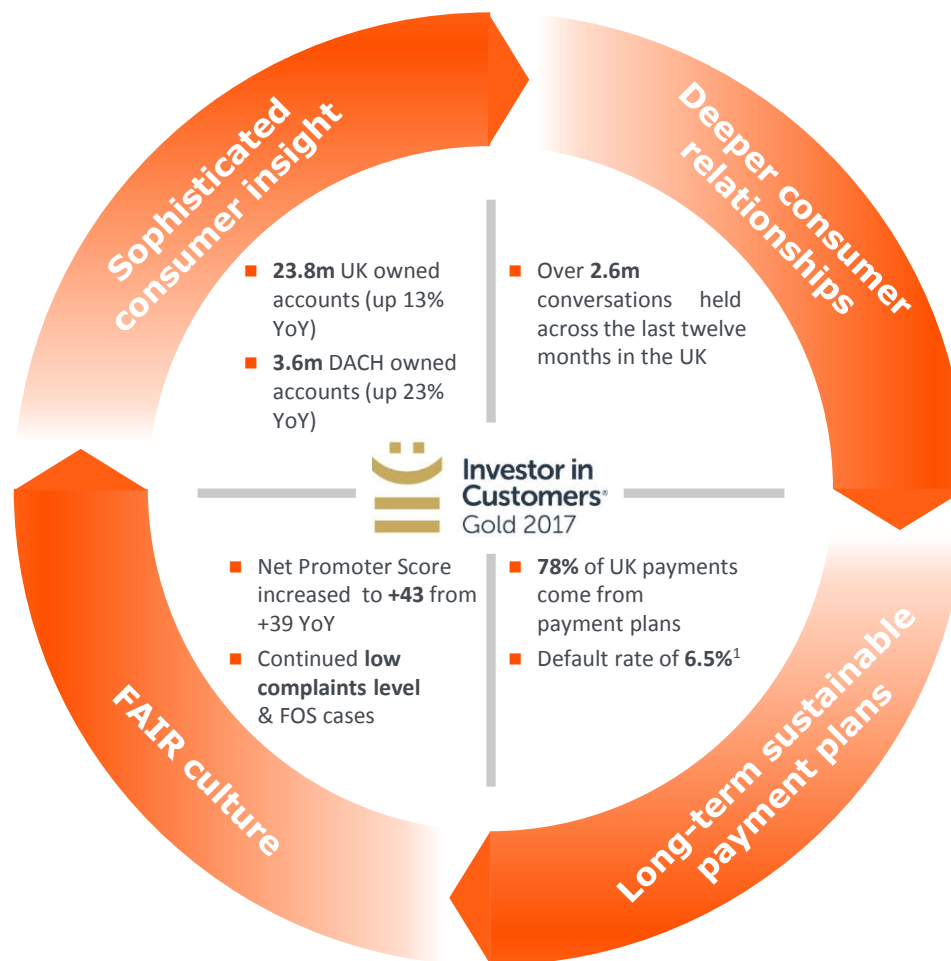 Sophisticated
consumer insight
Deeper consumer
relationships
■ 23.8m UK owned
accounts (up 13%
YoY)
■ 3.6m DACH owned
accounts (up 23%
YoY)
■ Over 2.6m
conversations held
across the last twelve
months in the UK
Investor in
Customers®
Gold 2017
■ Net Promoter Score
increased to +43 from
+39 YoY
■ Continued low
complaints level
& FOS cases
■ 78% of UK payments
come from
payment plans
■ Default rate of 6.5%¹
FAIR culture
Long-term sustainable
payment plans